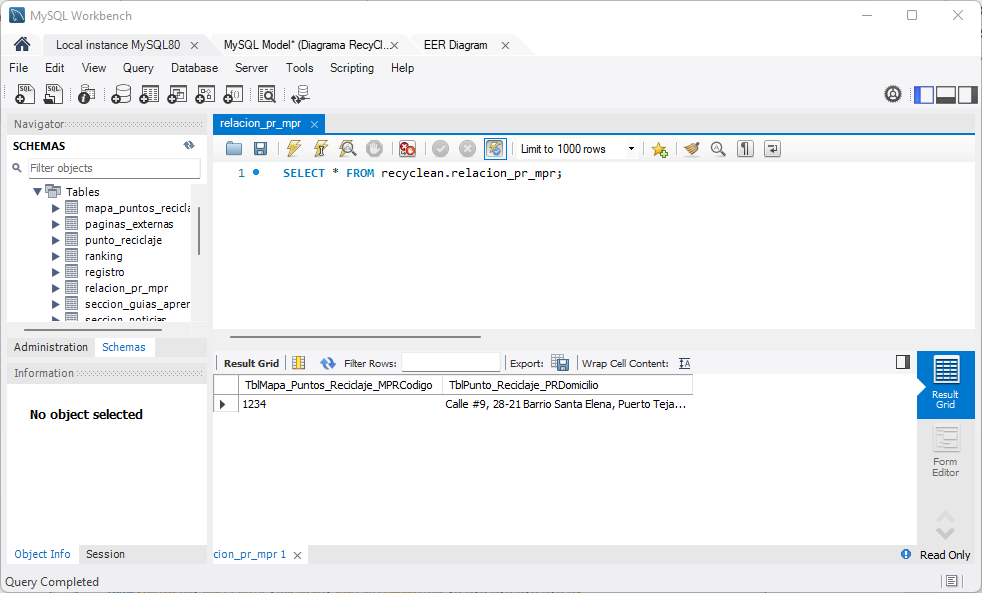 MySQL Workbench
Local instance MySQL80
MySQL Model* (Diagrama RecyCl...
EER Diagram
File Edit View Query Database Server Tools Scripting Help
Navigator
relacion_pr_mpr
SCHEMAS
Filter objects
Limit to 1000 rows
1 SELECT * FROM recyclean.relacion_pr_mpr;
Tables
mapa_puntos_recicla
paginas_externas
punto_reciclaje
ranking
registro
relacion_pr_mpr
seccion_guias_aprer
seccion_noticias
Administration Schemas
Information
No object selected
Result Grid Filter Rows: Export: Wrap Cell Content:
TblMapa_Puntos_Reciclaje_MPRCodigo TblPunto_Reciclaje_PRDomicilio
1234 Calle #9, 28-21 Barrio Santa Elena, Puerto Teja...
Result
Grid
Form
Editor
Object Info Session
cion_pr_mpr 1
Read Only
Query Completed